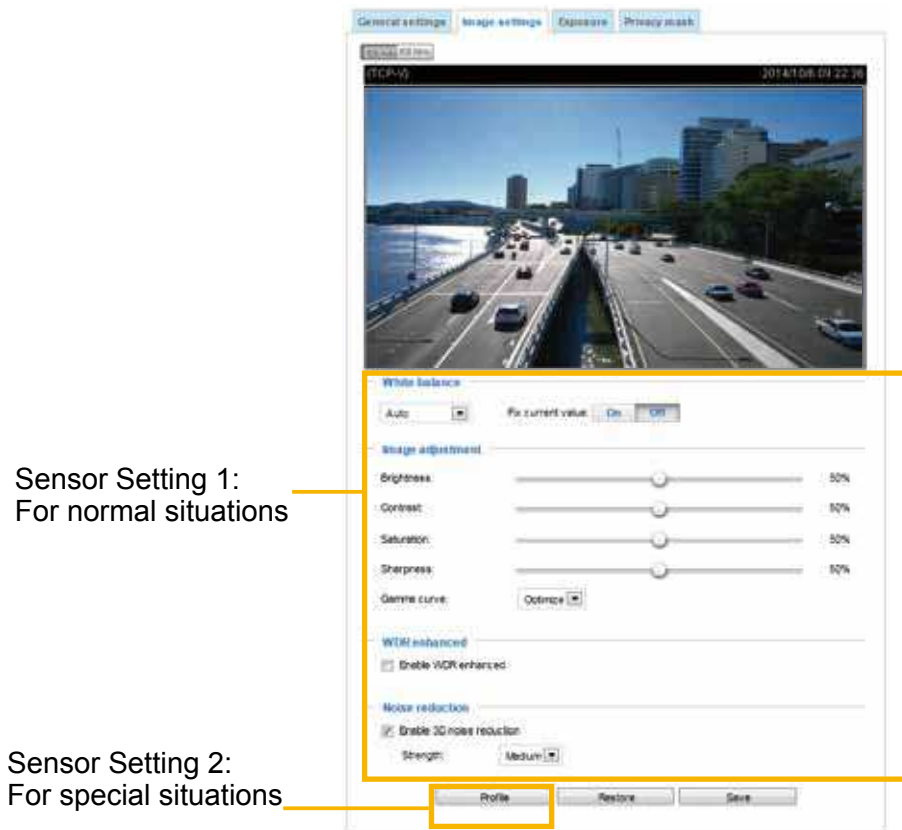 General settings Image settings Exposure Privacy mask
(TCP-V) 2014/10/6 09:22:36
White balance
Auto Fix current value: On Off
Image adjustment
Brightness: 50%
Contrast: 50%
Saturation: 50%
Sharpness: 50%
Gamma curve: Optimize
Sensor Setting 1:
For normal situations
WDR enhanced
Enable WDR enhanced
Noise reduction
Enable 3D noise reduction
Strength: Medium
Sensor Setting 2:
For special situations
Profile Restore Save